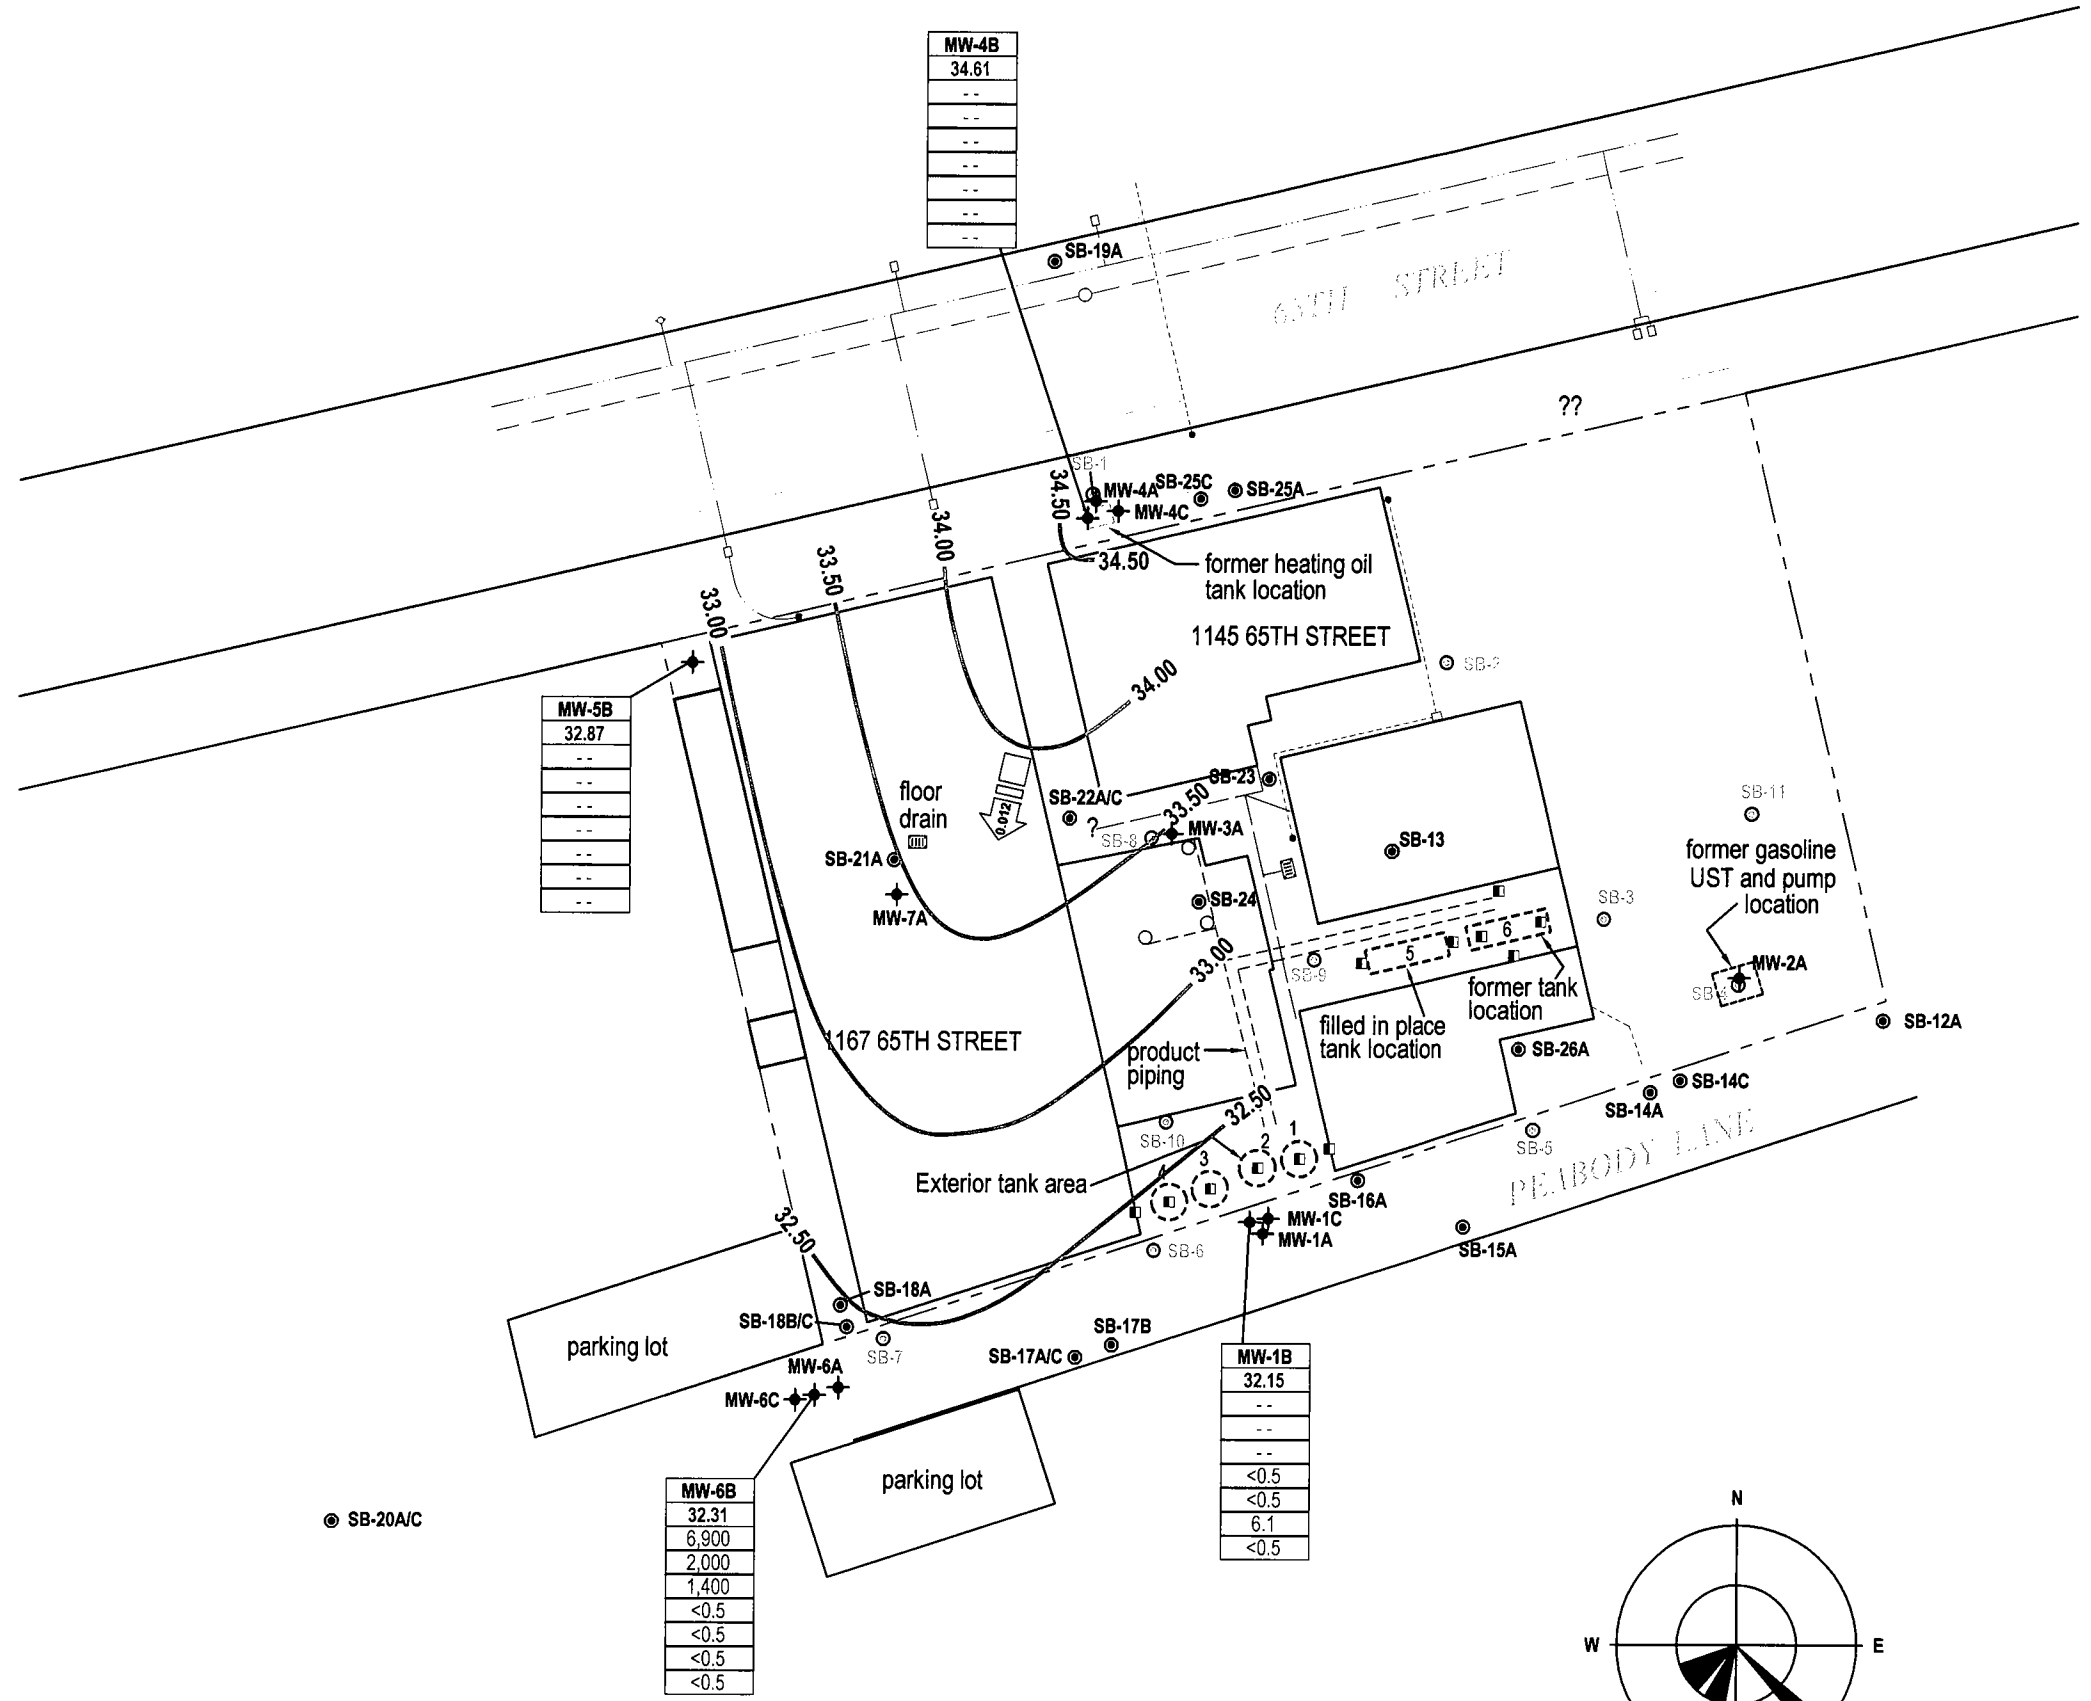 MW-4B
34.61
- -
- -
- -
- -
- -
- -
- -
SB-19A
65TH STREET
??
SB-1
34.50
MW-4A
SB-25C
SB-25A
MW-4C
34.50
34.00
33.50
33.00
former heating oil
tank location
1145 65TH STREET
SB-2
34.00
MW-5B
32.87
- -
- -
- -
- -
- -
- -
- -
floor
drain
0.012
SB-22A/C
?
SB-23
33.50
SB-8
MW-3A
SB-21A
MW-7A
SB-13
SB-24
SB-11
former gasoline
UST and pump
location
SB-3
MW-2A
SB-4
33.00
SB-9
5
6
former tank
location
filled in place
tank location
SB-12A
1167 65TH STREET
product
piping
SB-26A
SB-14C
SB-14A
SB-5
PEABODY LANE
32.50
SB-10
1
2
3
4
Exterior tank area
SB-16A
MW-1C
MW-1A
SB-15A
SB-6
32.50
SB-18A
SB-18B/C
SB-7
parking lot
SB-17B
SB-17A/C
MW-6A
MW-6C
parking lot
MW-1B
32.15
- -
- -
- -
<0.5
<0.5
6.1
<0.5
MW-6B
32.31
6,900
2,000
1,400
<0.5
<0.5
<0.5
<0.5
SB-20A/C
N
W
E